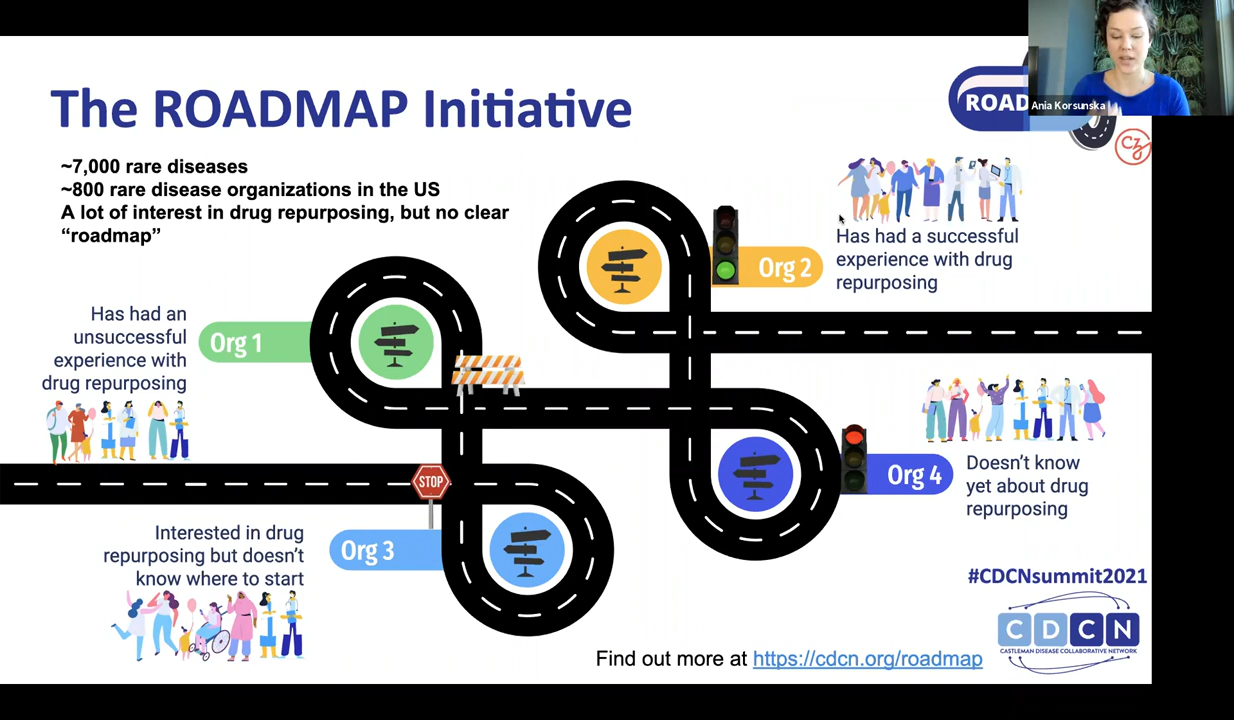 The ROADMAP Initiative
ROAD
Ania Korsunska
CZ
~7,000 rare diseases
~800 rare disease organizations in the US
A lot of interest in drug repurposing, but no clear
“roadmap”
Org 2
Has had a successful
experience with drug
repurposing
Has had an
unsuccessful
experience with
drug repurposing
Org 1
Org 4
Doesn’t know
yet about drug
repurposing
STOP
Interested in drug
repurposing but doesn’t
know where to start
Org 3
#CDCNsummit2021
CDCN
CASTLEMAN DISEASE COLLABORATIVE NETWORK
Find out more at https://cdcn.org/roadmap